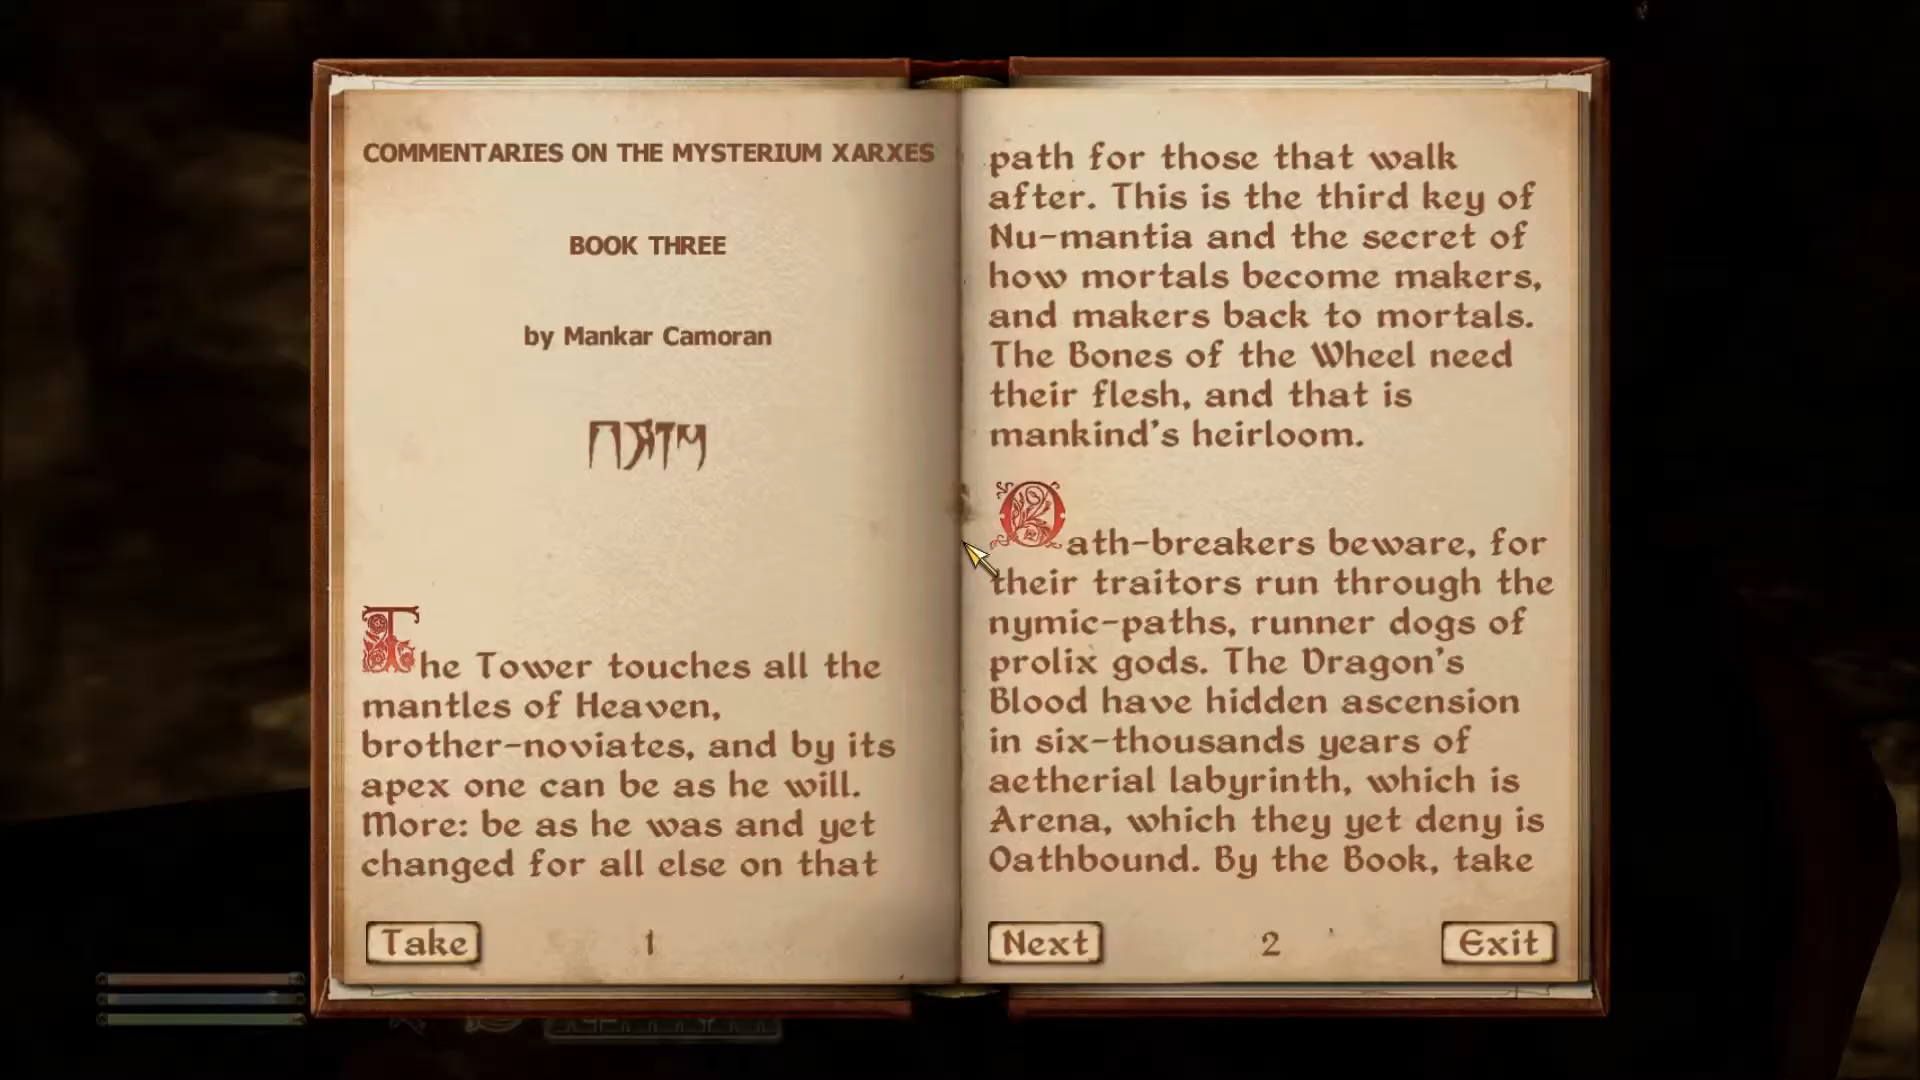 COMMENTARIES ON THE MYSTERIUM XARXES
BOOK THREE
by Mankar Camoran
The Tower touches all the
mantles of Heaven,
brother-noviates, and by its
apex one can be as he will.
More: be as he was and yet
changed for all else on that
Take
1
path for those that walk
after. This is the third key of
Nu-mantia and the secret of
how mortals become makers,
and makers back to mortals.
The Bones of the Wheel need
their flesh, and that is
mankind's heirloom.
Oath-breakers beware, for
their traitors run through the
nymic-paths, runner dogs of
prolix gods. The Dragon's
Blood have hidden ascension
in six-thousands years of
aetherial labyrinth, which is
Arena, which they yet deny is
Oathbound. By the Book, take
Next
2
Exit